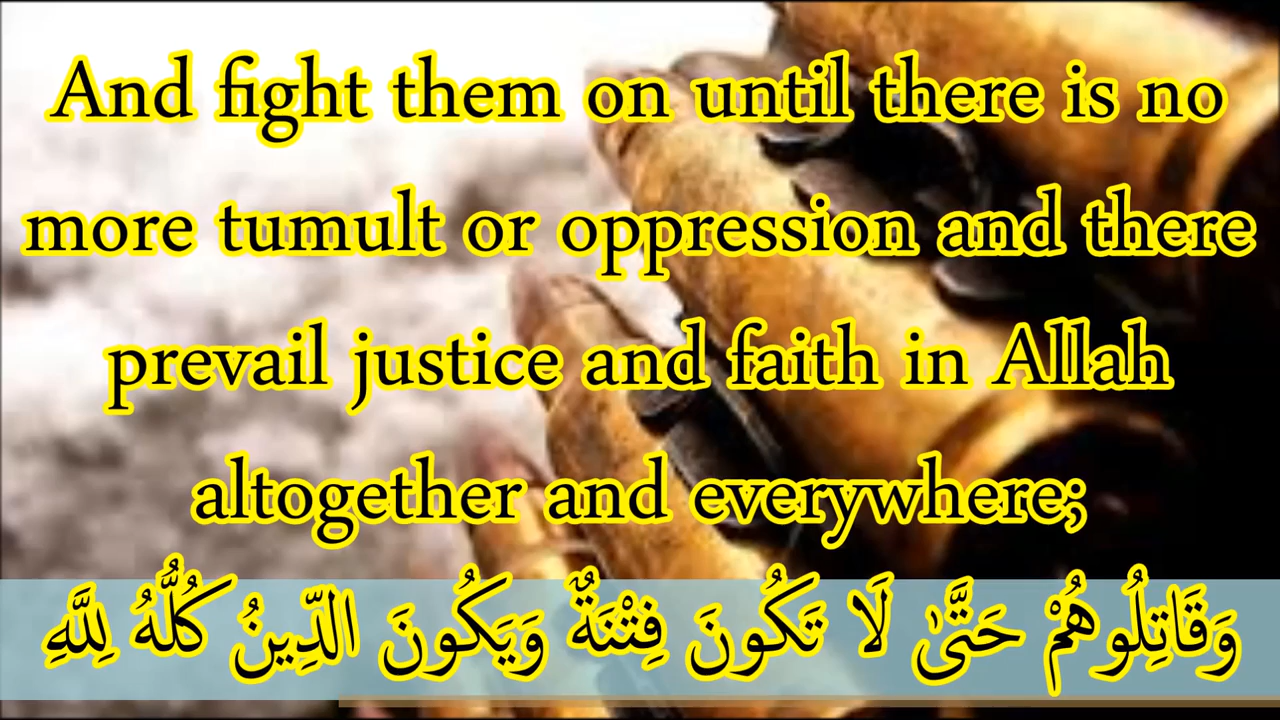 And fight them on until there is no
more tumult or oppression and there
prevail justice and faith in Allah
altogether and everywhere;
وَقَاتِلُوهُمْ حَتَّىٰ لَا تَكُونَ فِتْنَةٌ وَيَكُونَ الدِّينُ كُلُّهُ لِلَّهِ